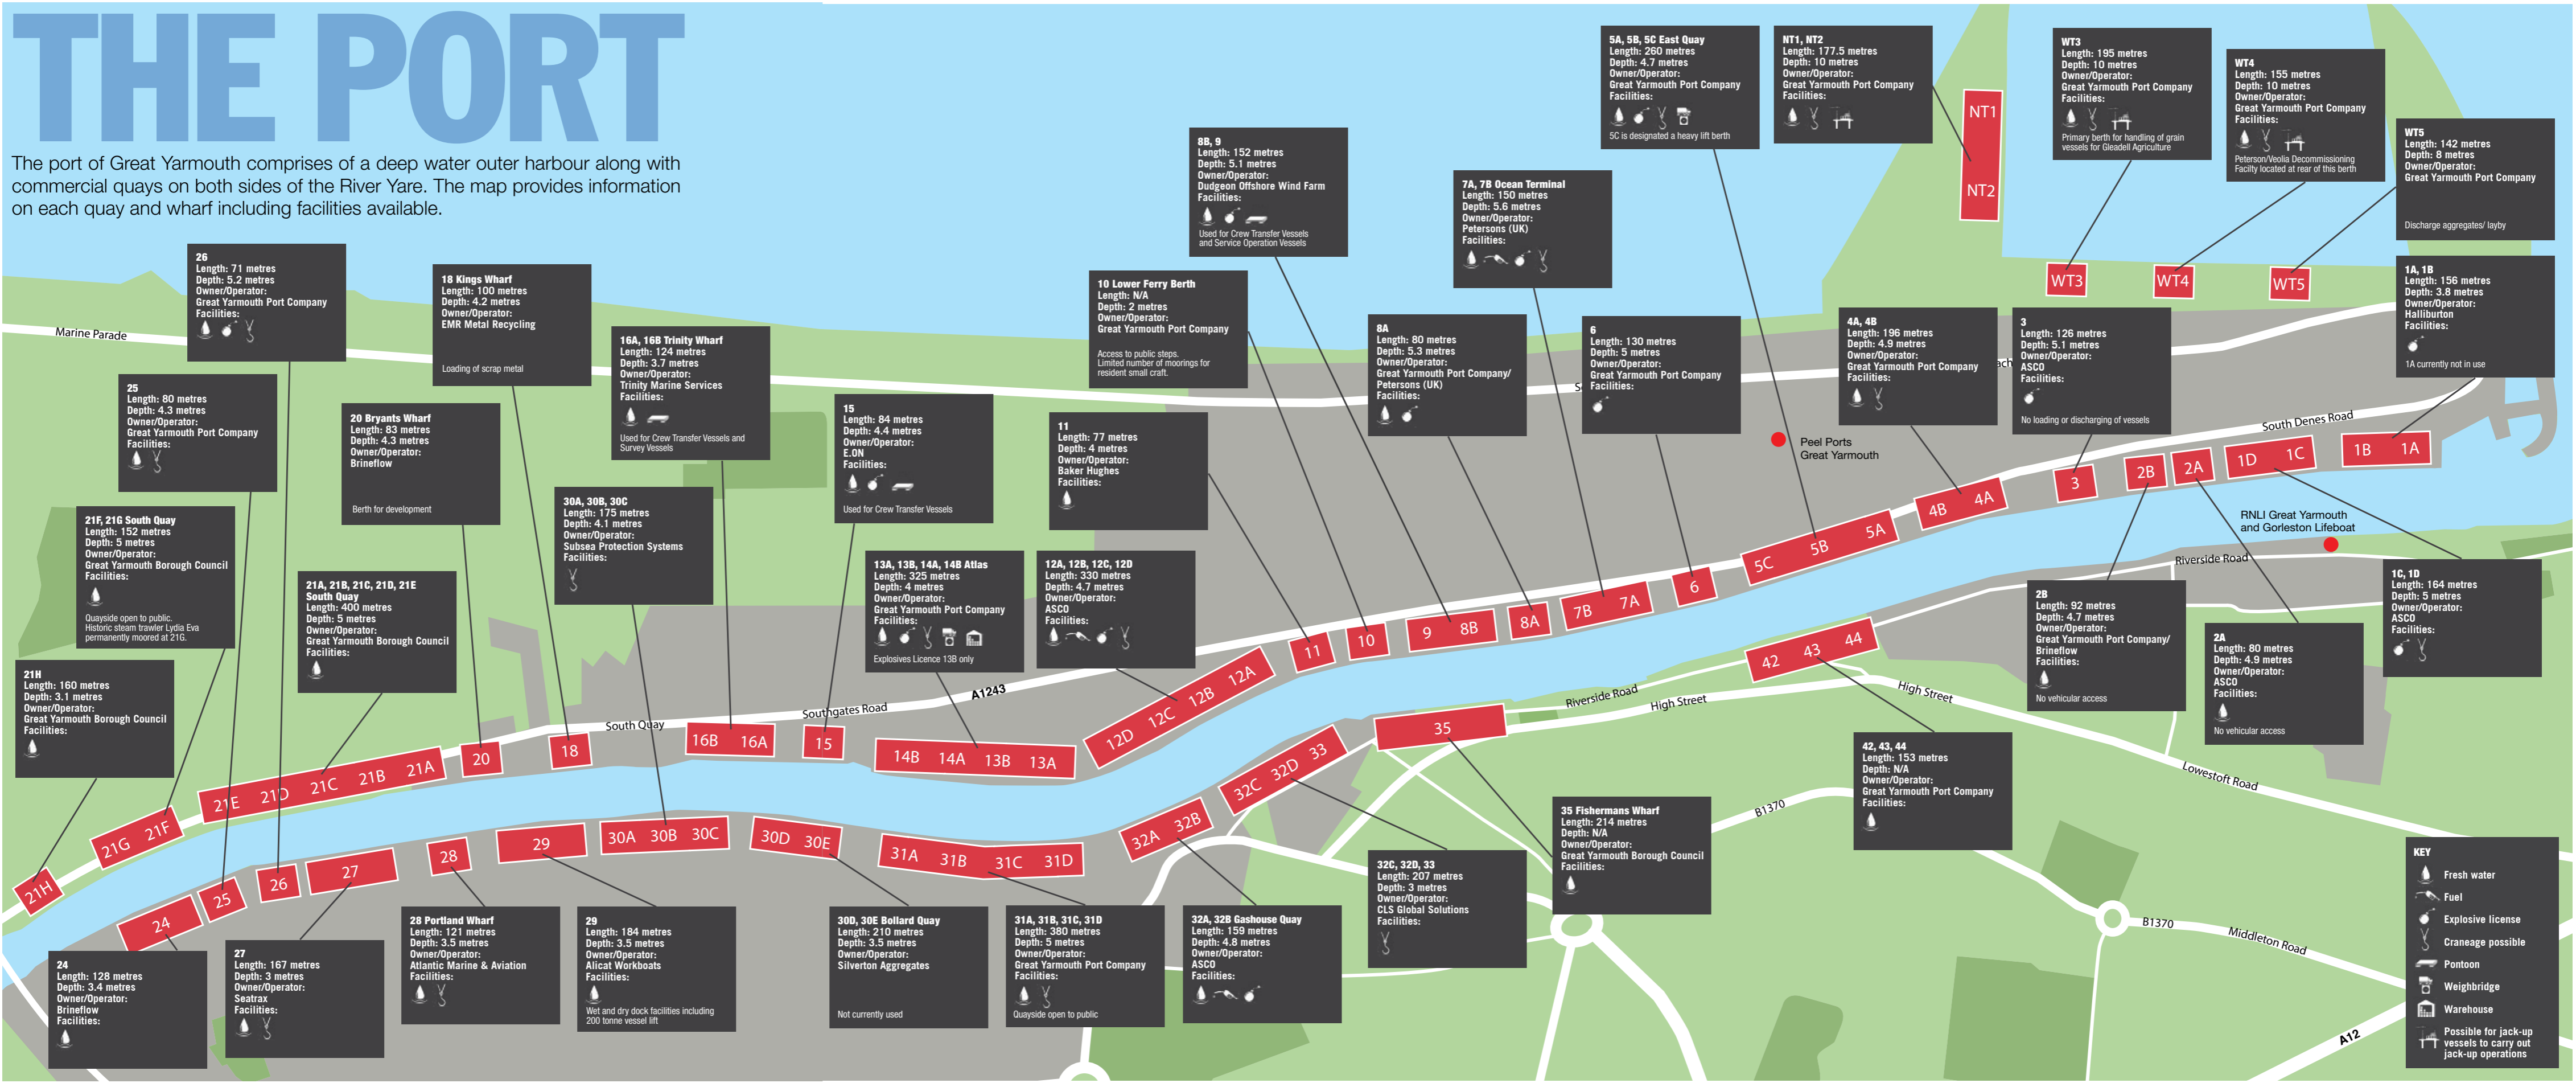 THE PORT
The port of Great Yarmouth comprises of a deep water outer harbour along with
commercial quays on both sides of the River Yare. The map provides information
on each quay and wharf including facilities available.
5A, 5B, 5C East Quay
Length: 260 metres
Depth: 4.7 metres
Owner/Operator:
Great Yarmouth Port Company
Facilities:
5C is designated a heavy lift berth
NT1, NT2
Length: 177.5 metres
Depth: 10 metres
Owner/Operator:
Great Yarmouth Port Company
Facilities:
NT1
NT2
WT3
Length: 195 metres
Depth: 10 metres
Owner/Operator:
Great Yarmouth Port Company
Facilities:
Primary berth for handling of grain
vessels for Gleadell Agriculture
WT4
Length: 155 metres
Depth: 10 metres
Owner/Operator:
Great Yarmouth Port Company
Facilities:
Peterson/Veolia Decommissioning
Facilty located at rear of this berth
WT5
Length: 142 metres
Depth: 8 metres
Owner/Operator:
Great Yarmouth Port Company
Discharge aggregates/ layby
8B, 9
Length: 152 metres
Depth: 5.1 metres
Owner/Operator:
Dudgeon Offshore Wind Farm
Facilities:
Used for Crew Transfer Vessels
and Service Operation Vessels
7A, 7B Ocean Terminal
Length: 150 metres
Depth: 5.6 metres
Owner/Operator:
Petersons (UK)
Facilities:
26
Length: 71 metres
Depth: 5.2 metres
Owner/Operator:
Great Yarmouth Port Company
Facilities:
18 Kings Wharf
Length: 100 metres
Depth: 4.2 metres
Owner/Operator:
EMR Metal Recycling
Loading of scrap metal
10 Lower Ferry Berth
Length: N/A
Depth: 2 metres
Owner/Operator:
Great Yarmouth Port Company
Access to public steps.
Limited number of moorings for
resident small craft.
WT3
WT4
WT5
1A, 1B
Length: 156 metres
Depth: 3.8 metres
Owner/Operator:
Halliburton
Facilities:
1A currently not in use
Marine Parade
16A, 16B Trinity Wharf
Length: 124 metres
Depth: 3.7 metres
Owner/Operator:
Trinity Marine Services
Facilities:
Used for Crew Transfer Vessels and
Survey Vessels
8A
Length: 80 metres
Depth: 5.3 metres
Owner/Operator:
Great Yarmouth Port Company/
Petersons (UK)
Facilities:
6
Length: 130 metres
Depth: 5 metres
Owner/Operator:
Great Yarmouth Port Company
Facilities:
4A, 4B
Length: 196 metres
Depth: 4.9 metres
Owner/Operator:
Great Yarmouth Port Company
Facilities:
3
Length: 126 metres
Depth: 5.1 metres
Owner/Operator:
ASCO
Facilities:
No loading or discharging of vessels
25
Length: 80 metres
Depth: 4.3 metres
Owner/Operator:
Great Yarmouth Port Company
Facilities:
20 Bryants Wharf
Length: 83 metres
Depth: 4.3 metres
Owner/Operator:
Brineflow
Berth for development
15
Length: 84 metres
Depth: 4.4 metres
Owner/Operator:
E.ON
Facilities:
Used for Crew Transfer Vessels
11
Length: 77 metres
Depth: 4 metres
Owner/Operator:
Baker Hughes
Facilities:
Peel Ports
Great Yarmouth
South Denes Road
30A, 30B, 30C
Length: 175 metres
Depth: 4.1 metres
Owner/Operator:
Subsea Protection Systems
Facilities:
21F, 21G South Quay
Length: 152 metres
Depth: 5 metres
Owner/Operator:
Great Yarmouth Borough Council
Facilities:
Quayside open to public.
Historic steam trawler Lydia Eva
permanently moored at 21G.
21A, 21B, 21C, 21D, 21E
South Quay
Length: 400 metres
Depth: 5 metres
Owner/Operator:
Great Yarmouth Borough Council
Facilities:
13A, 13B, 14A, 14B Atlas
Length: 325 metres
Depth: 4 metres
Owner/Operator:
Great Yarmouth Port Company
Facilities:
Explosives Licence 13B only
12A, 12B, 12C, 12D
Length: 330 metres
Depth: 4.7 metres
Owner/Operator:
ASCO
Facilities:
RNLI Great Yarmouth
and Gorleston Lifeboat
Riverside Road
1C, 1D
Length: 164 metres
Depth: 5 metres
Owner/Operator:
ASCO
Facilities:
2B
Length: 92 metres
Depth: 4.7 metres
Owner/Operator:
Great Yarmouth Port Company/
Brineflow
Facilities:
No vehicular access
2A
Length: 80 metres
Depth: 4.9 metres
Owner/Operator:
ASCO
Facilities:
No vehicular access
21H
Length: 160 metres
Depth: 3.1 metres
Owner/Operator:
Great Yarmouth Borough Council
Facilities:
21H
21G 21F
21E 21D 21C 21B 21A
20
18
16B 16A
15
14B 14A 13B 13A
12D 12C 12B 12A
11
10
9 8B
8A
7B 7A
6
5C 5B 5A
4B 4A
3
2B
2A
1D 1C
1B 1A
South Quay
Southgates Road
A1243
Riverside Road
High Street
High Street
Lowestoft Road
24
25
26
27
28
29
30A 30B 30C
30D 30E
31A 31B 31C 31D
32A 32B
32C 32D 33
35
42 43 44
42, 43, 44
Length: 153 metres
Depth: N/A
Owner/Operator:
Great Yarmouth Port Company
Facilities:
35 Fishermans Wharf
Length: 214 metres
Depth: N/A
Owner/Operator:
Great Yarmouth Borough Council
Facilities:
B1370
32C, 32D, 33
Length: 207 metres
Depth: 3 metres
Owner/Operator:
CLS Global Solutions
Facilities:
24
Length: 128 metres
Depth: 3.4 metres
Owner/Operator:
Brineflow
Facilities:
27
Length: 167 metres
Depth: 3 metres
Owner/Operator:
Seatrax
Facilities:
28 Portland Wharf
Length: 121 metres
Depth: 3.5 metres
Owner/Operator:
Atlantic Marine & Aviation
Facilities:
29
Length: 184 metres
Depth: 3.5 metres
Owner/Operator:
Alicat Workboats
Facilities:
Wet and dry dock facilities including
200 tonne vessel lift
30D, 30E Bollard Quay
Length: 210 metres
Depth: 3.5 metres
Owner/Operator:
Silverton Aggregates
Not currently used
31A, 31B, 31C, 31D
Length: 380 metres
Depth: 5 metres
Owner/Operator:
Great Yarmouth Port Company
Facilities:
Quayside open to public
32A, 32B Gashouse Quay
Length: 159 metres
Depth: 4.8 metres
Owner/Operator:
ASCO
Facilities:
B1370
Middleton Road
A12
KEY
Fresh water
Fuel
Explosive license
Craneage possible
Pontoon
Weighbridge
Warehouse
Possible for jack-up
vessels to carry out
jack-up operations